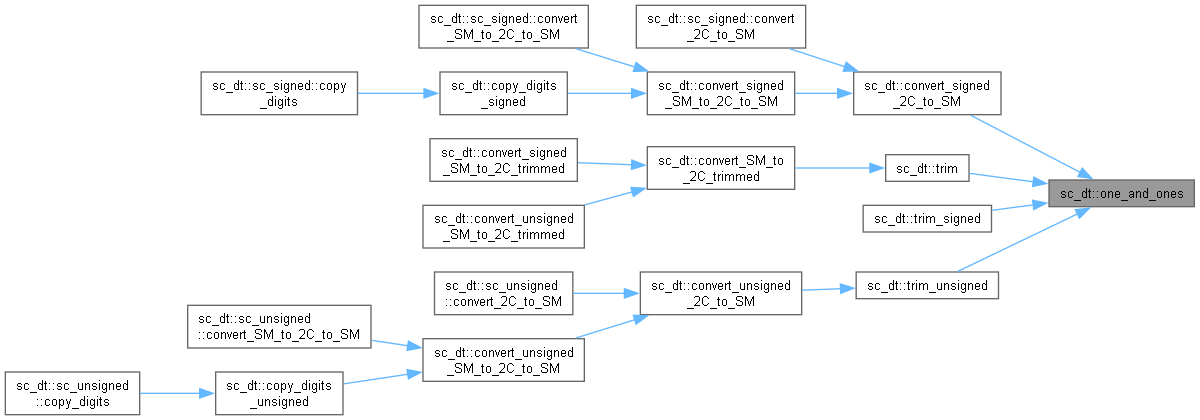 sc_dt::sc_signed::convert
_SM_to_2C_to_SM
sc_dt::sc_signed::convert
_2C_to_SM
sc_dt::sc_signed::copy
_digits
sc_dt::copy_digits
_signed
sc_dt::convert_signed
_SM_to_2C_to_SM
sc_dt::convert_signed
_2C_to_SM
sc_dt::convert_signed
_SM_to_2C_trimmed
sc_dt::convert_SM_to
_2C_trimmed
sc_dt::trim
sc_dt::one_and_ones
sc_dt::convert_unsigned
_SM_to_2C_trimmed
sc_dt::trim_signed
sc_dt::sc_unsigned
::convert_2C_to_SM
sc_dt::convert_unsigned
_2C_to_SM
sc_dt::trim_unsigned
sc_dt::sc_unsigned
::convert_SM_to_2C_to_SM
sc_dt::convert_unsigned
_SM_to_2C_to_SM
sc_dt::sc_unsigned
::copy_digits
sc_dt::copy_digits
_unsigned